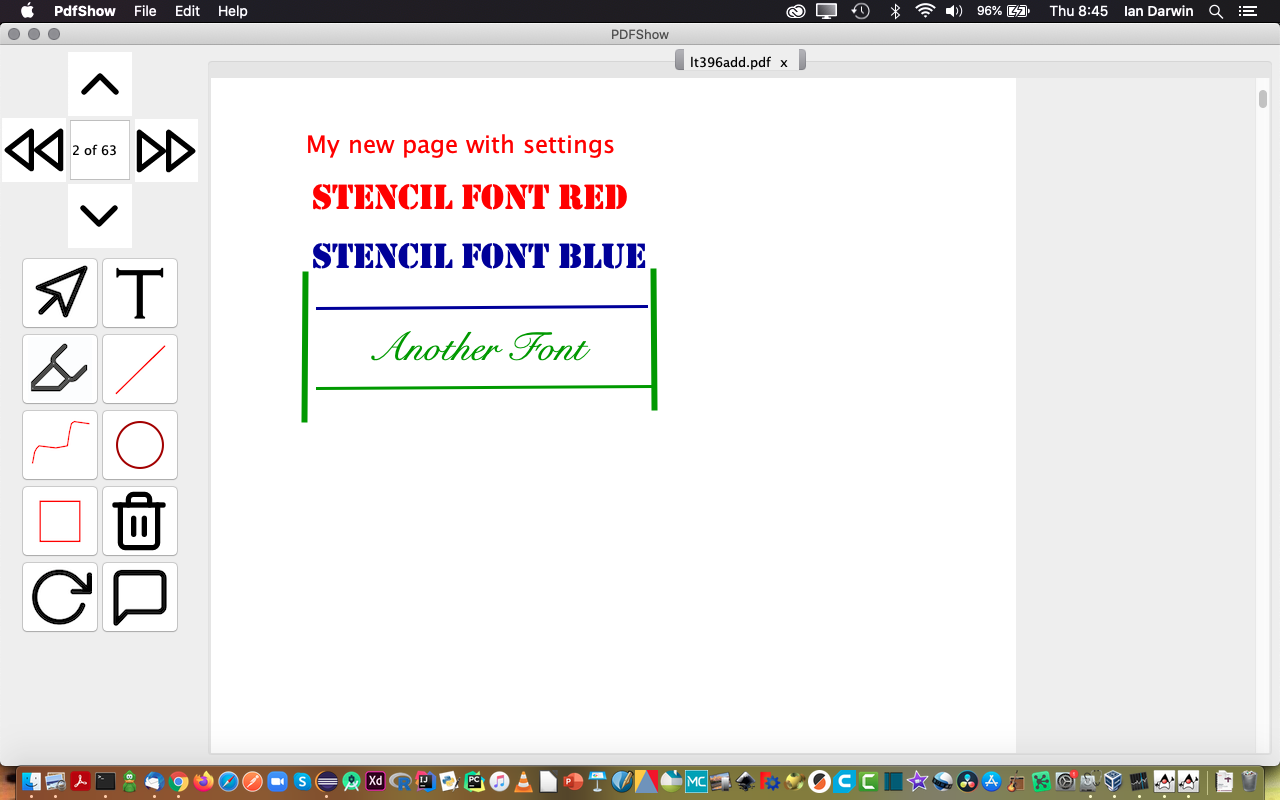 PdfShow File Edit Help 96% Thu 8:45 Ian Darwin
PDFShow
lt396add.pdf x
2 of 63
T
My new page with settings
STENCIL FONT RED
STENCIL FONT BLUE
Another Font
Xd
MC